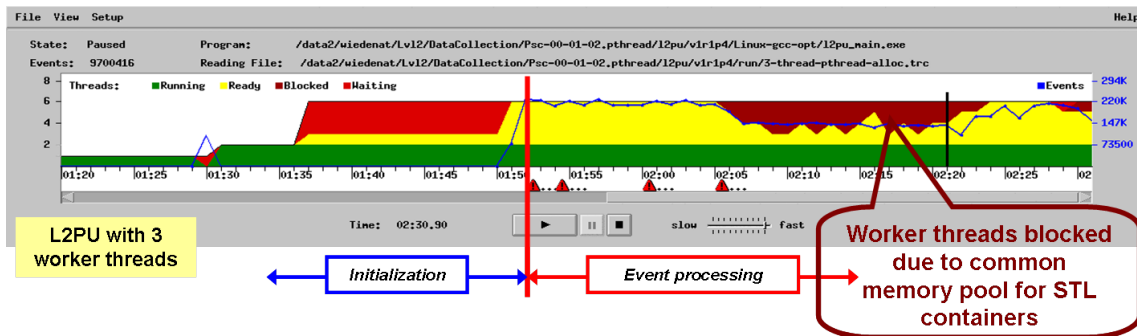 File View Setup Help
State: Paused Program: /data2/wiedenat/Lvl2/DataCollection/Psc-00-01-02.pthread/l2pu/v1r1p4/Linux-gcc-opt/l2pu_main.exe
Events: 9700416 Reading File: /data2/wiedenat/Lvl2/DataCollection/Psc-00-01-02.pthread/l2pu/v1r1p4/run/3-thread-pthread-alloc.trc
8 Threads: Running Ready Blocked Waiting Events 294K
6 220K
4 147K
2 73500
01:20 01:25 01:30 01:35 01:40 01:45 01:50 01:55 02:00 02:05 02:10 02:15 02:20 02:25
Time: 02:30.90 slow fast
L2PU with 3
worker threads
Initialization
Event processing
Worker threads blocked
due to common
memory pool for STL
containers